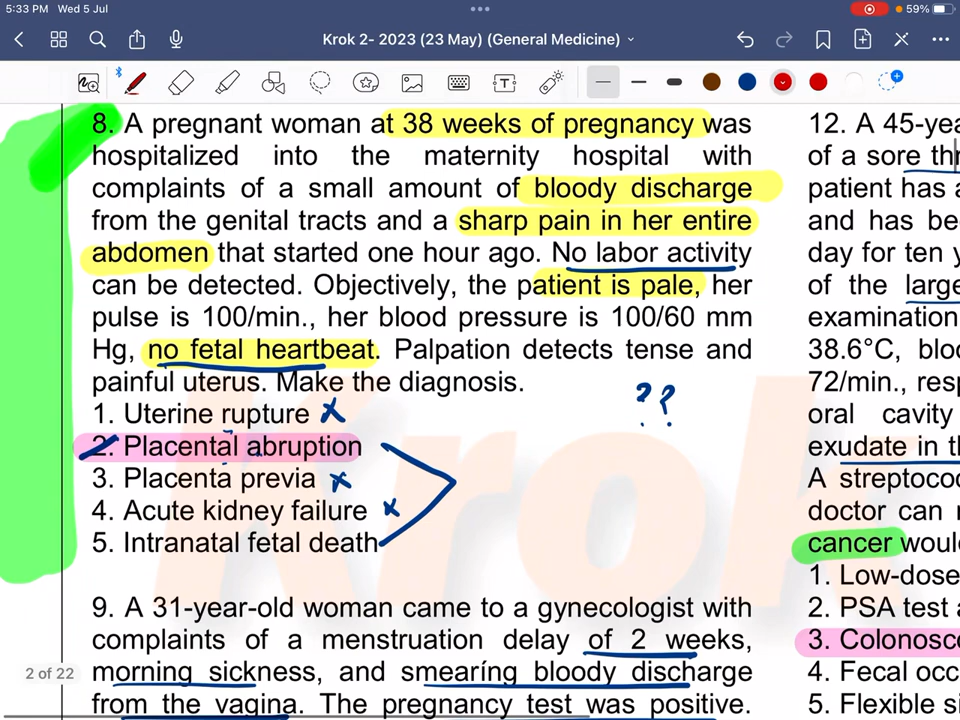 5:33 PM Wed 5 Jul
59%
Krok 2- 2023 (23 May) (General Medicine)
8. A pregnant woman at 38 weeks of pregnancy was
hospitalized into the maternity hospital with
complaints of a small amount of bloody discharge
from the genital tracts and a sharp pain in her entire
abdomen that started one hour ago. No labor activity
can be detected. Objectively, the patient is pale, her
pulse is 100/min., her blood pressure is 100/60 mm
Hg, no fetal heartbeat. Palpation detects tense and
painful uterus. Make the diagnosis.
??
1. Uterine rupture x
2. Placental abruption
3. Placenta previa x
4. Acute kidney failure x
5. Intranatal fetal death
9. A 31-year-old woman came to a gynecologist with
complaints of a menstruation delay of 2 weeks,
morning sickness, and smearíng bloody discharge
from the vagina. The pregnancy test was positive.
12. A 45-yea
of a sore th
patient has a
and has be
day for ten y
of the large
examination
38.6°C, bloo
72/min., resp
oral cavity
exudate in th
A streptococ
doctor can r
cancer woul
1. Low-dose
2. PSA test a
3. Colonosc
4. Fecal occ
5. Flexible si
2 of 22
Krok